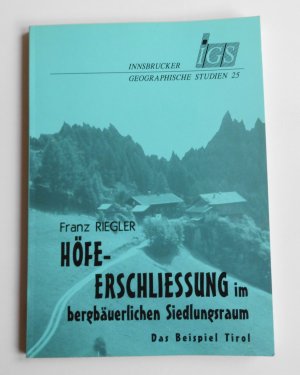 INNSBRUCKER
iGS
GEOGRAPHISCHE STUDIEN 25
Franz RIEGLER
HÖFE-
ERSCHLIESSUNG im
bergbäuerlichen Siedlungsraum
Das Beispiel Tirol